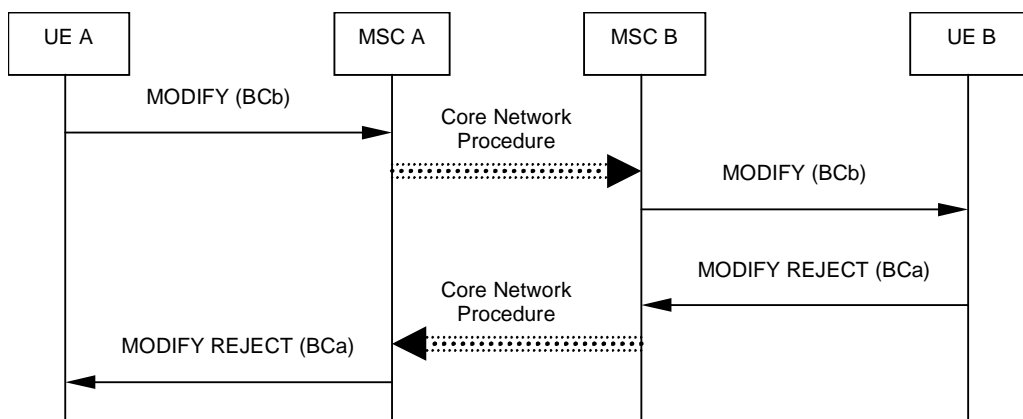 UE A
MSC A
MSC B
UE B
MODIFY (BCb)
Core Network
Procedure
MODIFY (BCb)
MODIFY REJECT (BCa)
Core Network
Procedure
MODIFY REJECT (BCa)